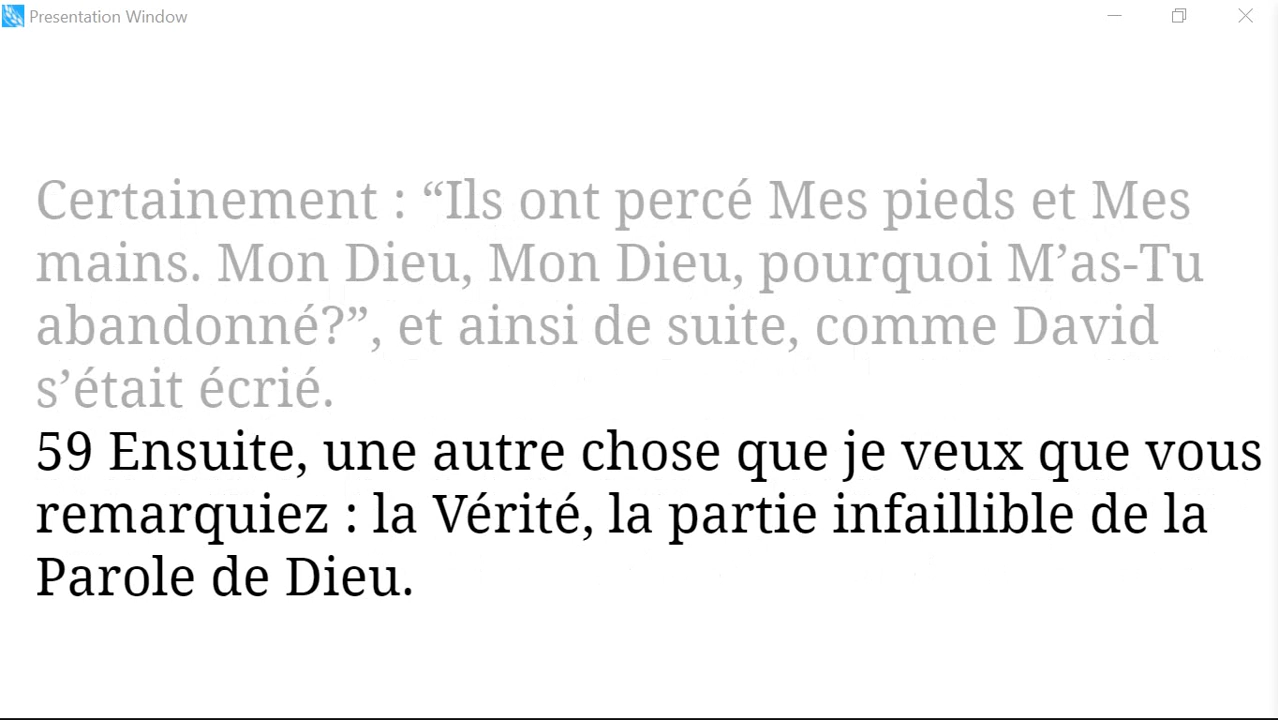 Presentation Window
Certainement : “Ils ont percé Mes pieds et Mes
mains. Mon Dieu, Mon Dieu, pourquoi M’as-Tu
abandonné?”, et ainsi de suite, comme David
s’était écrié.
59 Ensuite, une autre chose que je veux que vous
remarquiez : la Vérité, la partie infaillible de la
Parole de Dieu.